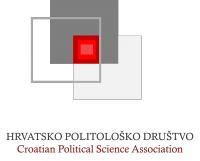 HRVATSKO POLITOLOŠKO DRUŠTVO
Croatian Political Science Association